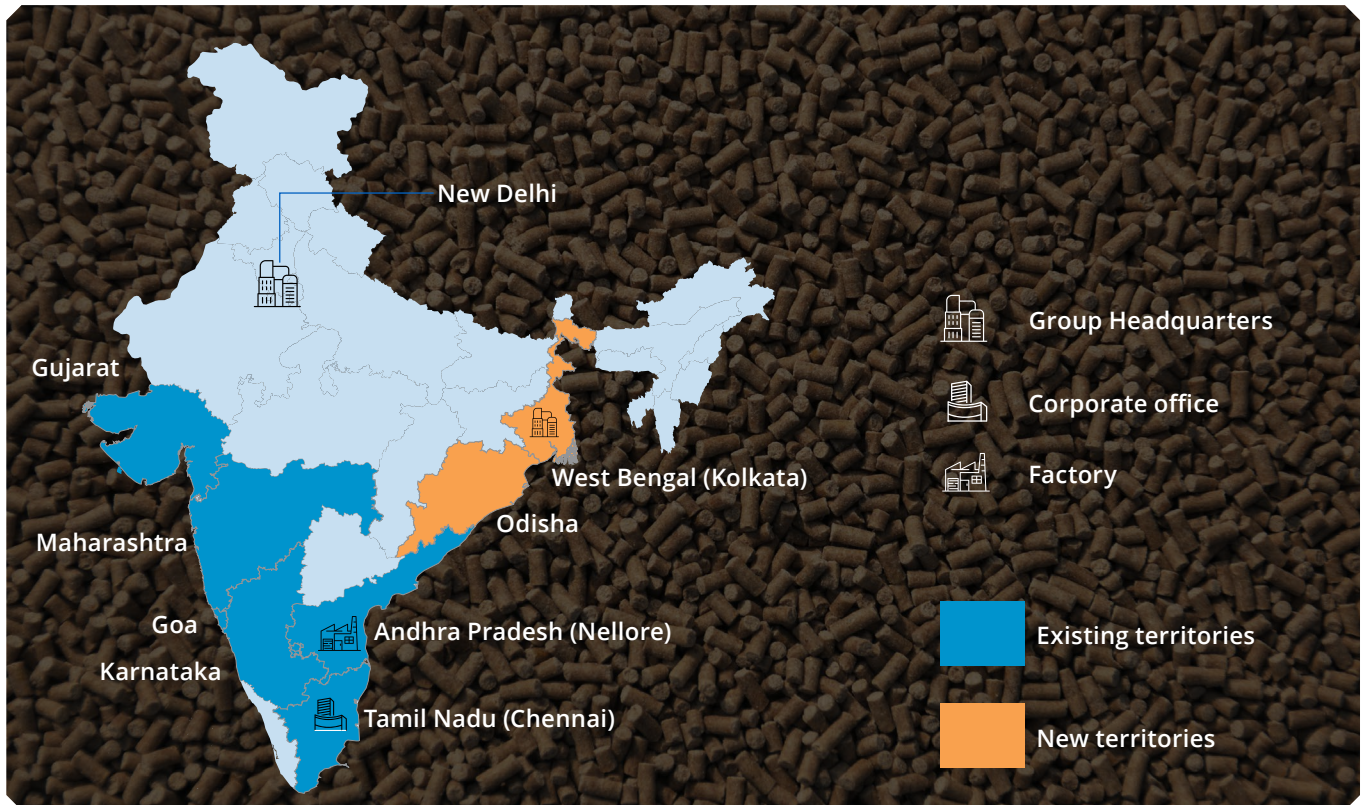 New Delhi
Gujarat
West Bengal (Kolkata)
Odisha
Maharashtra
Goa
Andhra Pradesh (Nellore)
Karnataka
Tamil Nadu (Chennai)
Group Headquarters
Corporate office
Factory
Existing territories
New territories